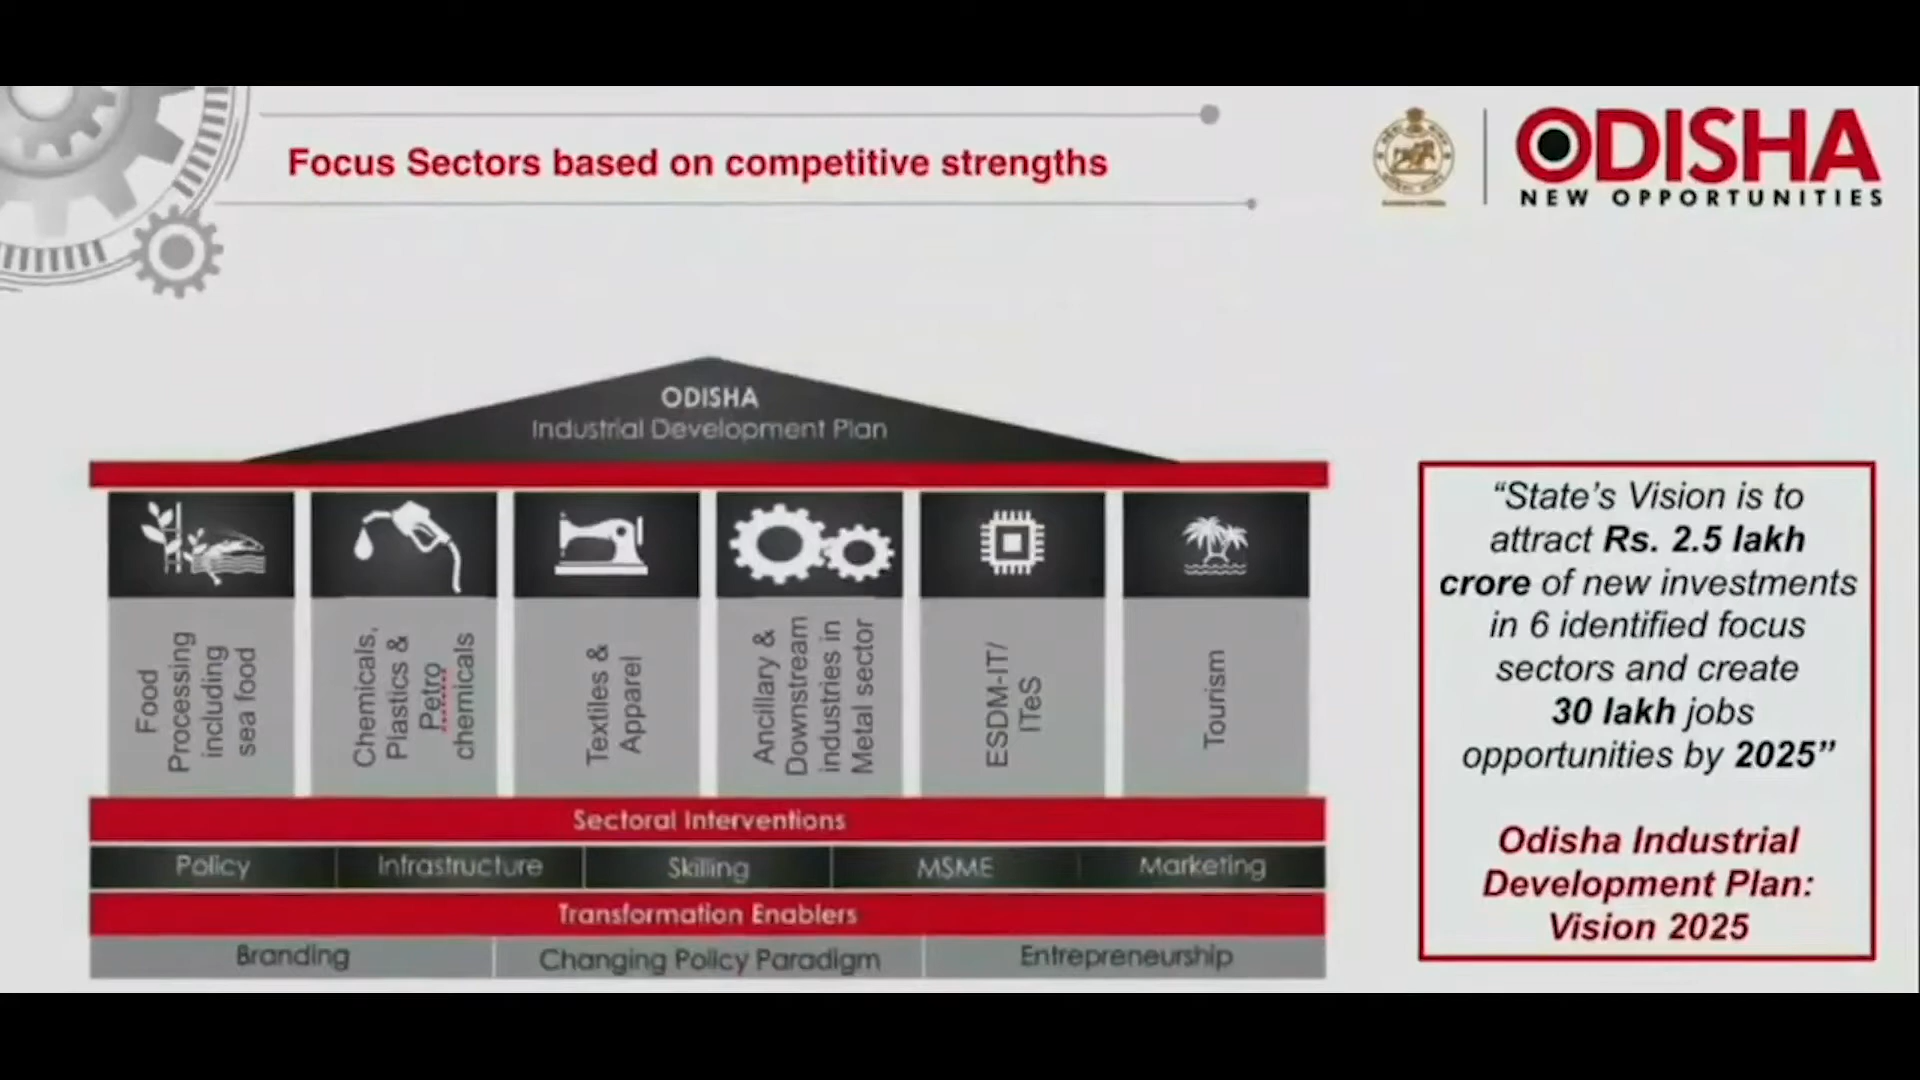 Focus Sectors based on competitive strengths
ODISHA
NEW OPPORTUNITIES
ODISHA
Industrial Development Plan
Food
Processing
including
sea food
Chemicals,
Plastics &
Petro
chemicals
Textiles &
Apparel
Ancillary &
Downstream
industries in
Metal sector
ESDM-IT/
ITeS
Tourism
Sectoral Interventions
Policy
Infrastructure
Skilling
MSME
Marketing
Transformation Enablers
Branding
Changing Policy Paradigm
Entrepreneurship
“State’s Vision is to
attract Rs. 2.5 lakh
crore of new investments
in 6 identified focus
sectors and create
30 lakh jobs
opportunities by 2025”
Odisha Industrial
Development Plan:
Vision 2025